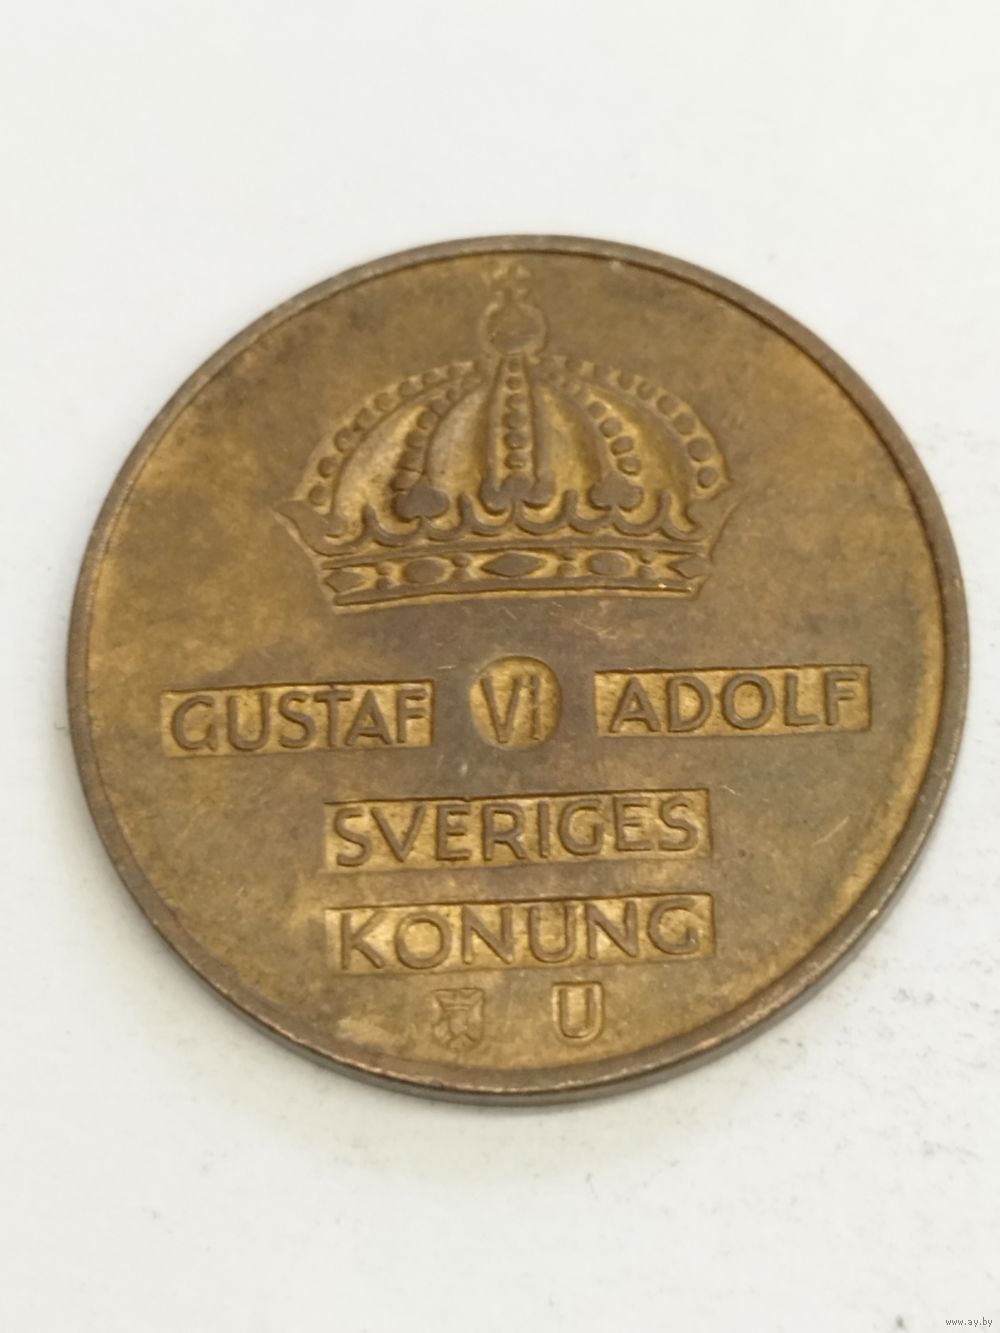 GUSTAF VI ADOLF
SVERIGES
KONUNG
U
www.ay.by